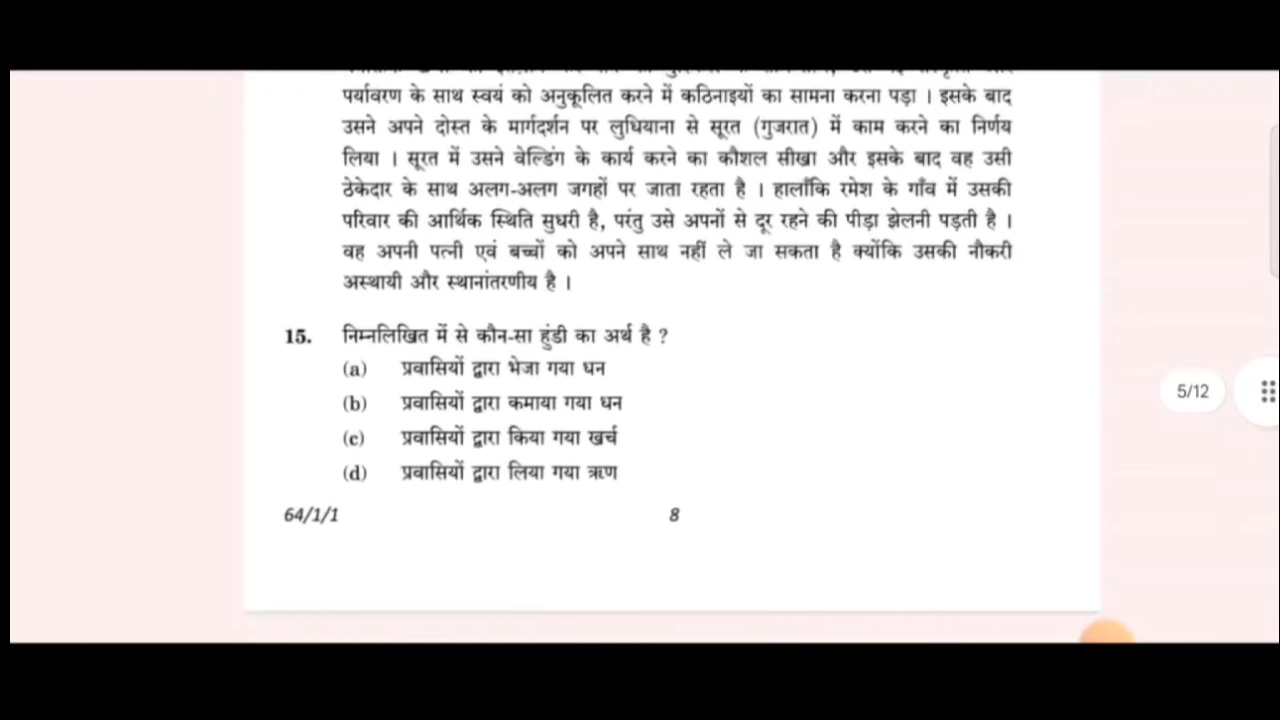 पर्यावरण के साथ स्वयं को अनुकूलित करने में कठिनाइयों का सामना करना पड़ा । इसके बाद
उसने अपने दोस्त के मार्गदर्शन पर लुधियाना से सूरत (गुजरात) में काम करने का निर्णय
लिया । सूरत में उसने वेल्डिंग के कार्य करने का कौशल सीखा और इसके बाद वह उसी
ठेकेदार के साथ अलग-अलग जगहों पर जाता रहता है । हालाँकि रमेश के गाँव में उसकी
परिवार की आर्थिक स्थिति सुधरी है, परंतु उसे अपनों से दूर रहने की पीड़ा झेलनी पड़ती है ।
वह अपनी पत्नी एवं बच्चों को अपने साथ नहीं ले जा सकता है क्योंकि उसकी नौकरी
अस्थायी और स्थानांतरणीय है ।
15. निम्नलिखित में से कौन-सा हुंडी का अर्थ है ?
(a) प्रवासियों द्वारा भेजा गया धन
(b) प्रवासियों द्वारा कमाया गया धन
(c) प्रवासियों द्वारा किया गया खर्च
(d) प्रवासियों द्वारा लिया गया ऋण
64/1/1 8
5/12